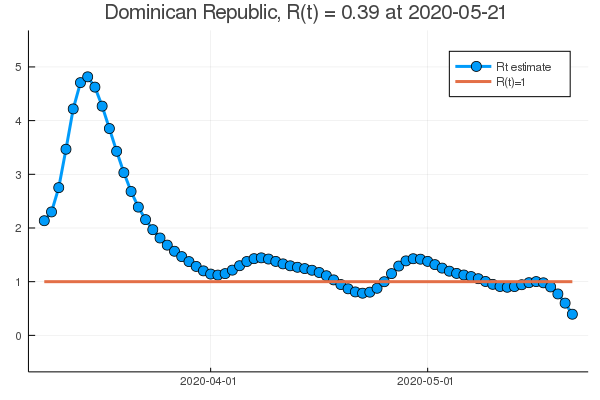 Dominican Republic, R(t) = 0.39 at 2020-05-21
Rt estimate
R(t)=1
5
4
3
2
1
0
2020-04-01
2020-05-01